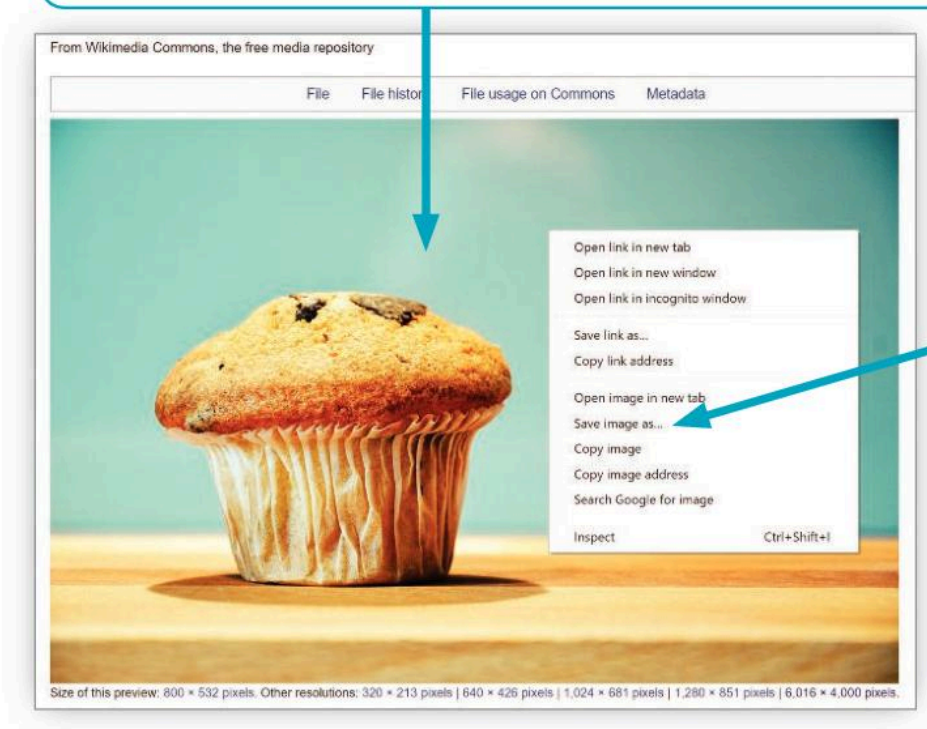 From Wikimedia Commons, the free media repository
File File history File usage on Commons Metadata
Open link in new tab
Open link in new window
Open link in incognito window
Save link as...
Copy link address
Open image in new tab
Save image as...
Copy image
Copy image address
Search Google for image
Inspect Ctrl+Shift+I
Size of this preview: 800 × 532 pixels. Other resolutions: 320 × 213 pixels | 640 × 426 pixels | 1,024 × 681 pixels | 1,280 × 851 pixels | 6,016 × 4,000 pixels.